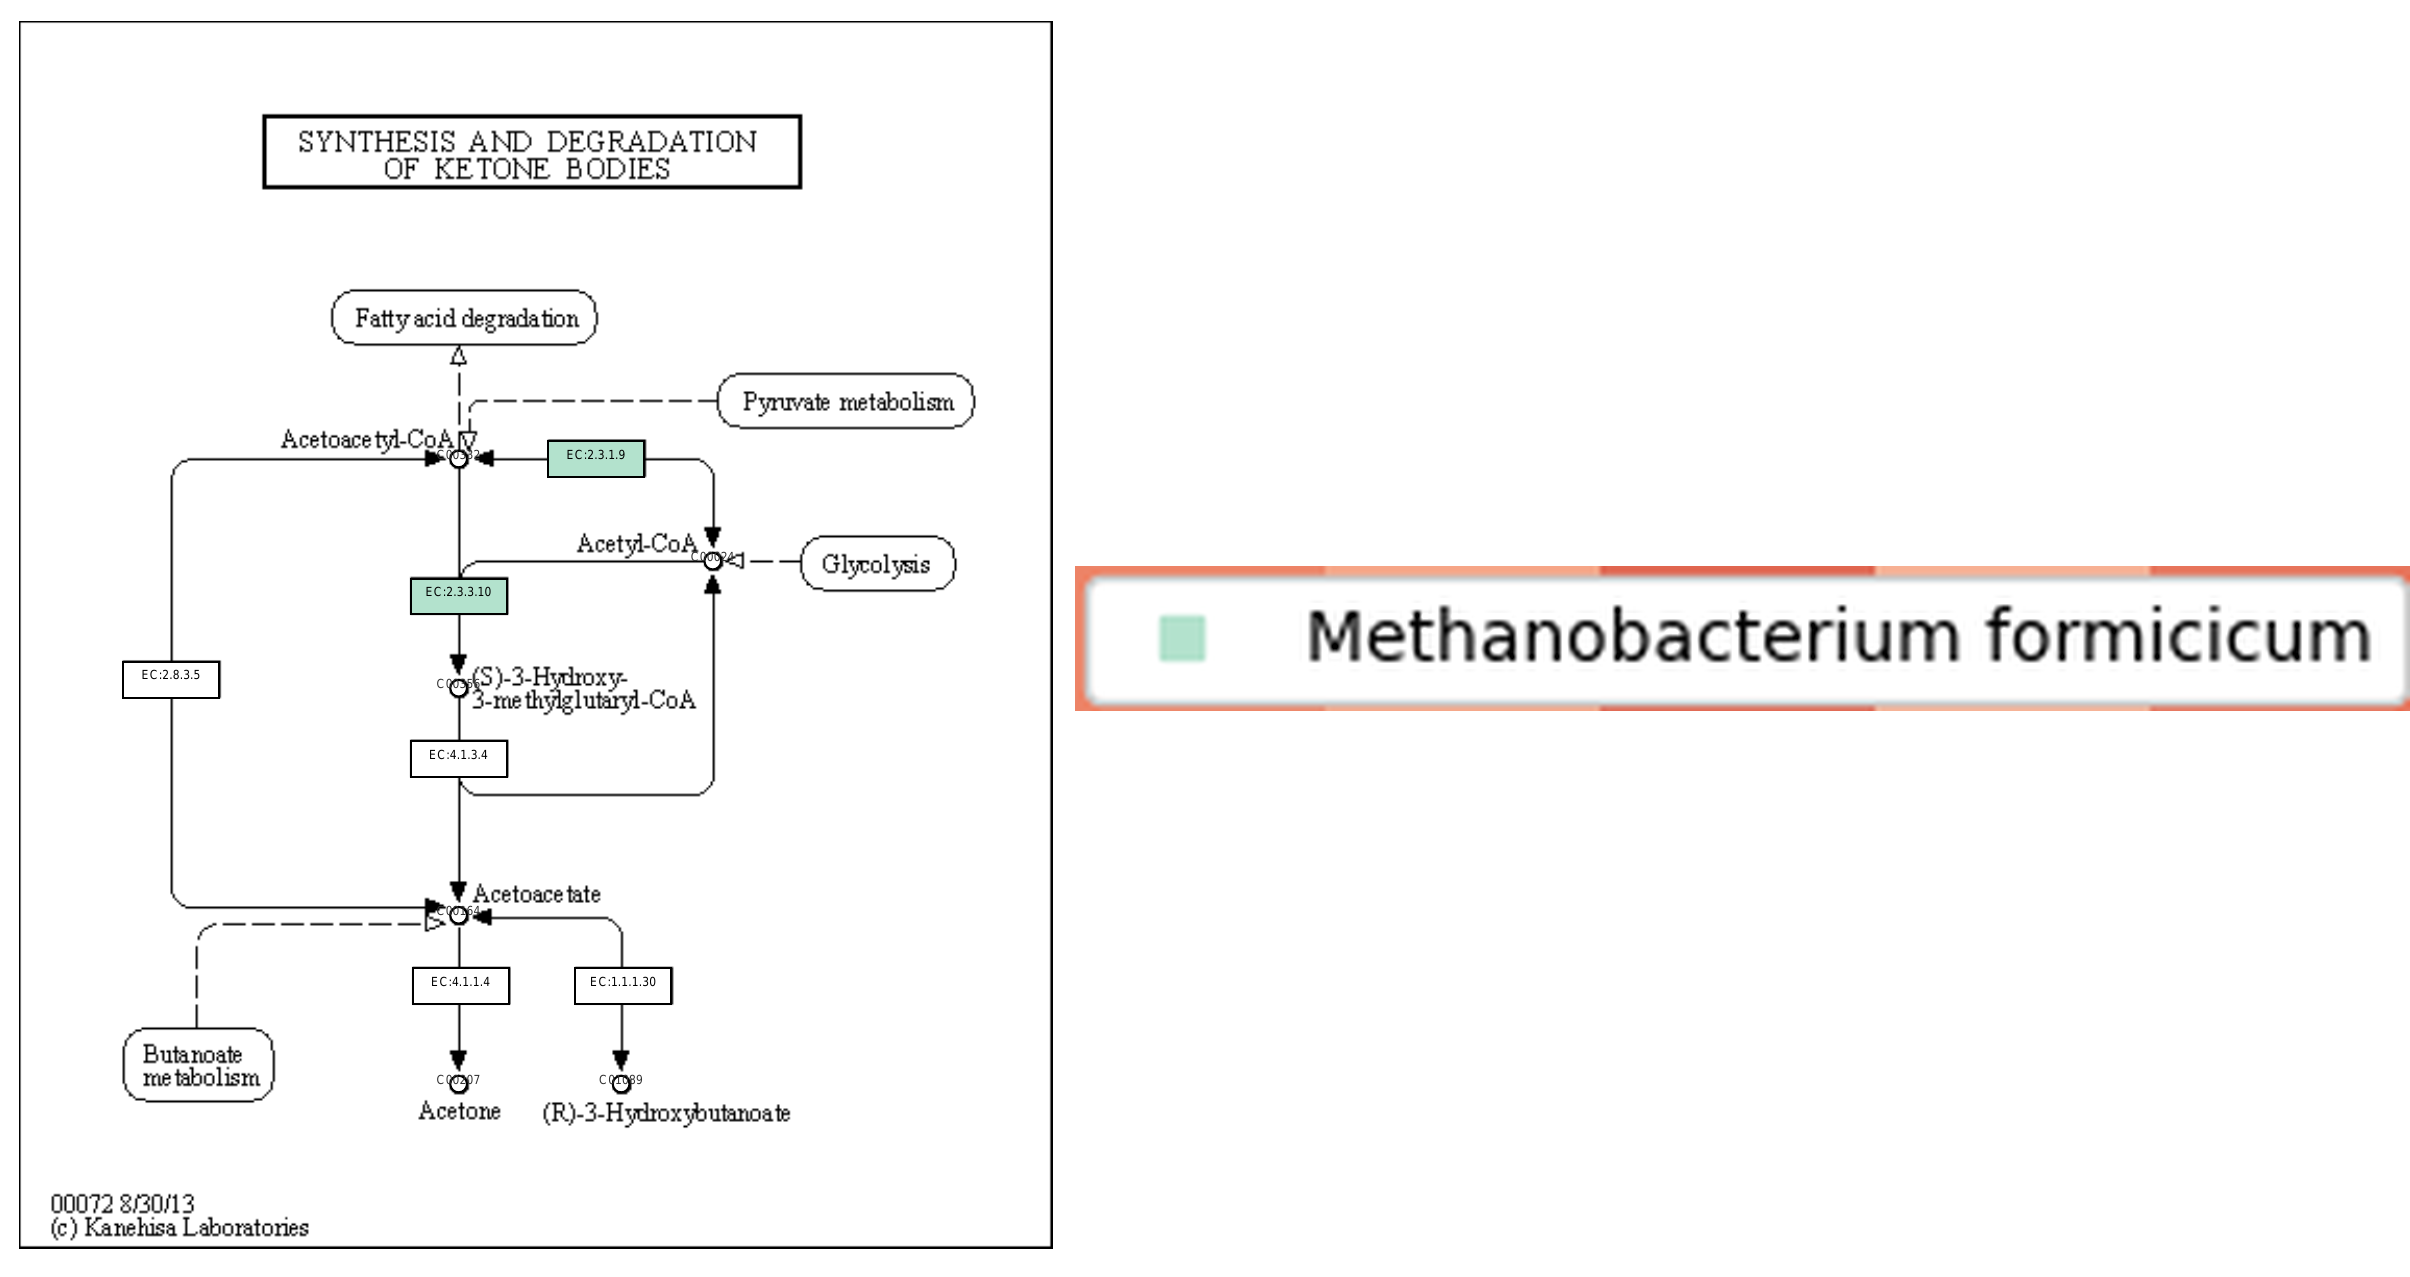 SYNTHESIS AND DEGRADATION
OF KETONE BODIES
Fatty acid degradation
Pyruvate metabolism
Acetoacetyl-CoA
C00332
EC:2.3.1.9
Acetyl-CoA
C00024
Glycolysis
EC:2.3.3.10
Methanobacterium formicicum
EC:2.8.3.5
C00356
(S)-3-Hydroxy-
3-methylglutaryl-CoA
EC:4.1.3.4
Acetoacetate
C00164
EC:4.1.1.4
EC:1.1.1.30
Butanoate
metabolism
C00207
C01089
Acetone
(R)-3-Hydroxybutanoate
00072 8/30/13
(c) Kanehisa Laboratories